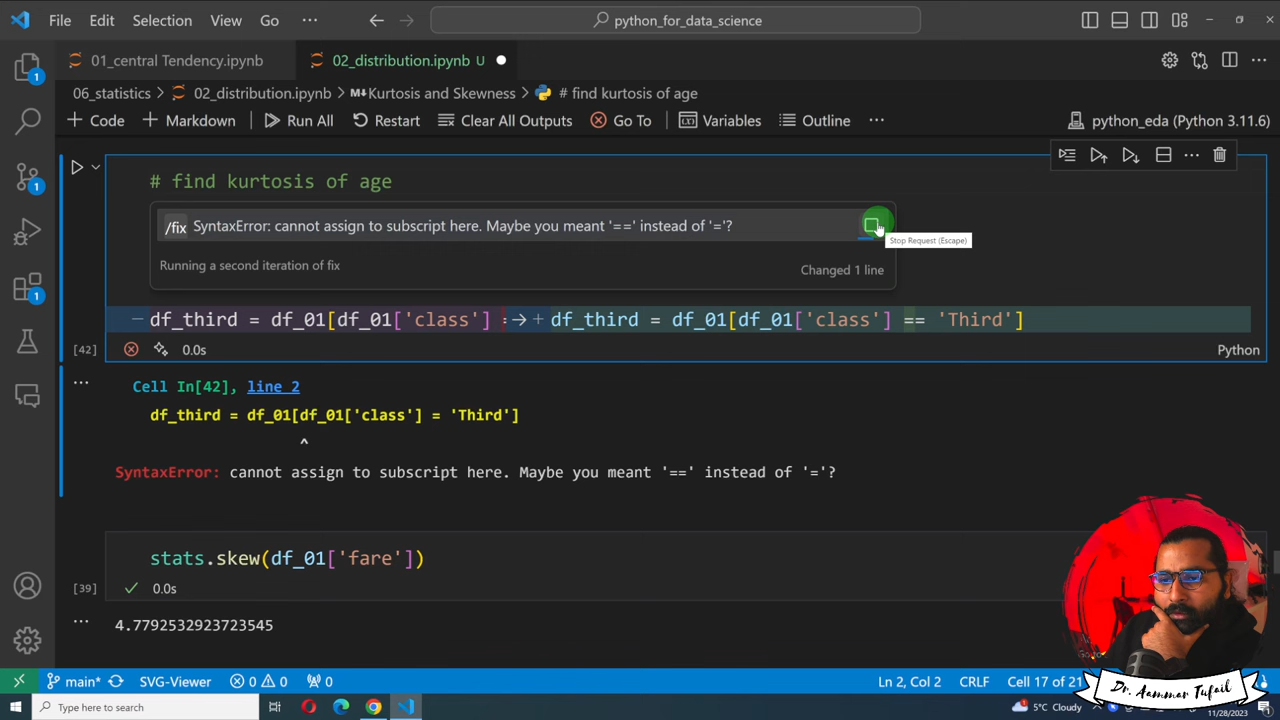 File Edit Selection View Go ··· python_for_data_science
01_central Tendency.ipynb 02_distribution.ipynb U
06_statistics > 02_distribution.ipynb > Kurtosis and Skewness > # find kurtosis of age
+ Code + Markdown Run All Restart Clear All Outputs Go To Variables Outline ··· python_eda (Python 3.11.6)
# find kurtosis of age
/fix SyntaxError: cannot assign to subscript here. Maybe you meant '==' instead of '='?
Stop Request (Escape)
Running a second iteration of fix Changed 1 line
− df_third = df_01[df_01['class'] = → + df_third = df_01[df_01['class'] == 'Third']
[42] 0.0s Python
··· Cell In[42], line 2
df_third = df_01[df_01['class'] = 'Third']
^
SyntaxError: cannot assign to subscript here. Maybe you meant '==' instead of '='?
stats.skew(df_01['fare'])
[39] 0.0s
··· 4.7792532923723545
main* SVG-Viewer 0 0 0 Ln 2, Col 2 CRLF Cell 17 of 21
Dr. Aammar Tufail
Type here to search 5°C Cloudy 11/28/2023
1
1
1